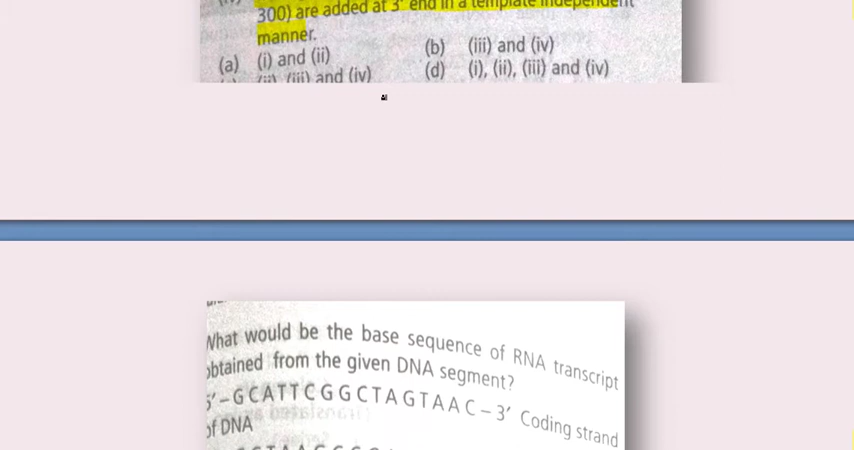 300) are added at 3' end in a template independent
manner.
(a) (i) and (ii) (b) (iii) and (iv)
(ii), (iii) and (iv) (d) (i), (ii), (iii) and (iv)
What would be the base sequence of RNA transcript
obtained from the given DNA segment?
5′–GCATTCGGCTAGTAAC–3′ Coding strand
of DNA